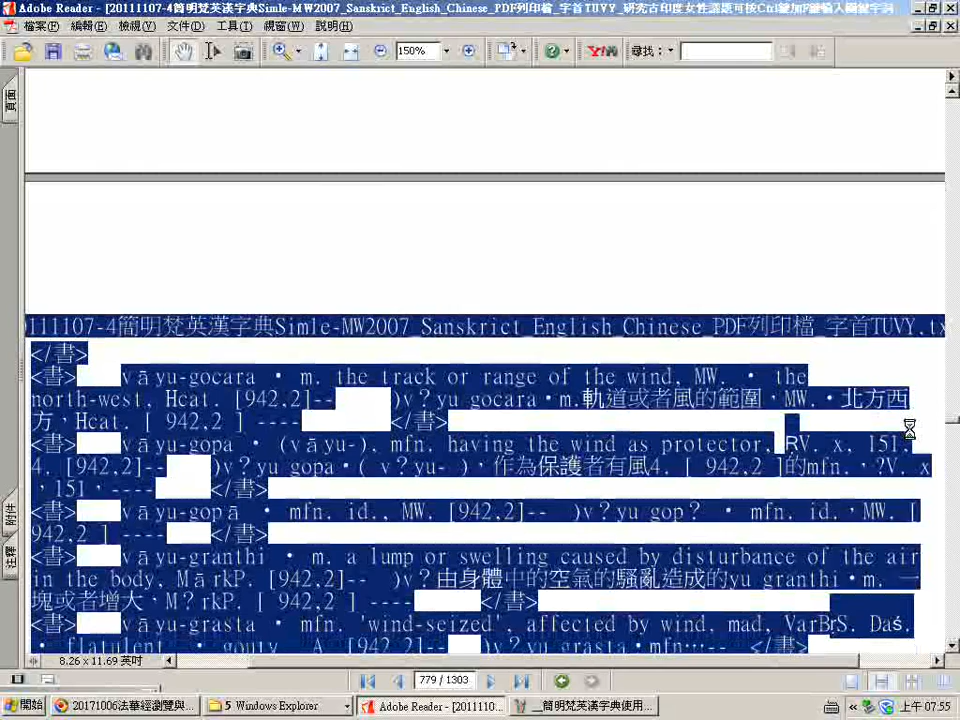 Adobe Reader - [20111107-4簡明梵英漢字典Simle-MW2007_Sanskrict_English_Chinese_PDF列印檔_字首TUVY_研究古印度女性議題可按Ctrl鍵加F鍵輸入關鍵字詞
檔案(F) 編輯(E) 檢視(V) 文件(D) 工具(T) 視窗(W) 說明(H)
150% Y! 尋找:
頁面
附件
註釋
0111107-4簡明梵英漢字典Simle-MW2007_Sanskrict_English_Chinese_PDF列印檔_字首TUVY.tx
</書>
<書> vāyu-gocara ‧ m. the track or range of the wind, MW. ‧ the
north-west, Hcat. [942,2]-- )v？yu gocara‧m.軌道或者風的範圍，MW.‧北方西
方，Hcat. [ 942,2 ] ---- </書>
<書> vāyu-gopa ‧ (vāyu-). mfn. having the wind as protector, ṚV. x, 151,
4. [942,2]-- )v？yu gopa‧( v？yu- )，作為保護者有風4. [ 942,2 ]的mfn.，?V. x
，151，---- </書>
<書> vāyu-gopā ‧ mfn. id., MW. [942,2]-- )v？yu gop？ ‧ mfn. id.，MW. [
942,2 ] ---- </書>
<書> vāyu-granthi ‧ m. a lump or swelling caused by disturbance of the air
in the body, MārkP. [942,2]-- )v？由身體中的空氣的騷亂造成的yu granthi‧m. 一
塊或者增大，M？rkP. [ 942,2 ] ---- </書>
<書> vāyu-grasta ‧ mfn. 'wind-seized', affected by wind, mad, VarBṛS. Daś.
‧ flatulent ‧ gouty A. [942,2]-- )v？yu grasta‧mfn…-- </書>
8.26 x 11.69 英吋
779 / 1303
開始 20171006法華經瀏覽與... 5 Windows Explorer Adobe Reader - [2011110... __簡明梵英字典使用... 上午 07:55